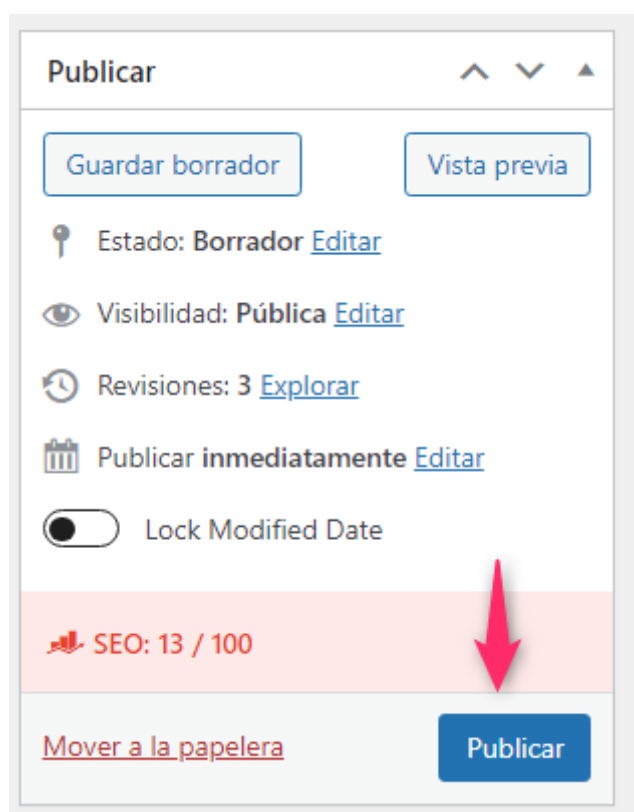 Publicar
Guardar borrador Vista previa
Estado: Borrador Editar
Visibilidad: Pública Editar
Revisiones: 3 Explorar
Publicar inmediatamente Editar
Lock Modified Date
SEO: 13 / 100
Mover a la papelera Publicar